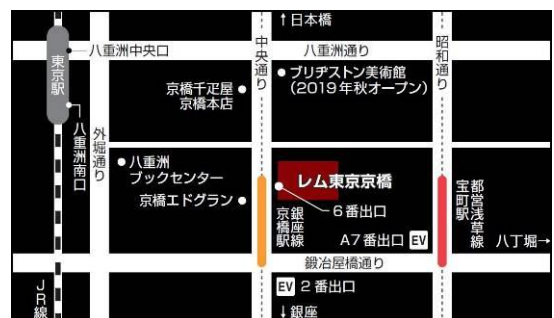 ↑日本橋
八重洲中央口
中央通り
八重洲通り
昭和通り
東京駅
ブリヂストン美術館
(2019年秋オープン)
京橋千疋屋
京橋本店
八重洲南口
外堀通り
八重洲
ブックセンター
レム東京京橋
京橋エドグラン
6番出口
銀座線
京橋駅
A7番出口 EV
都営浅草線
宝町駅
八丁堀→
鍛冶屋橋通り
JR線
EV 2番出口
↓銀座